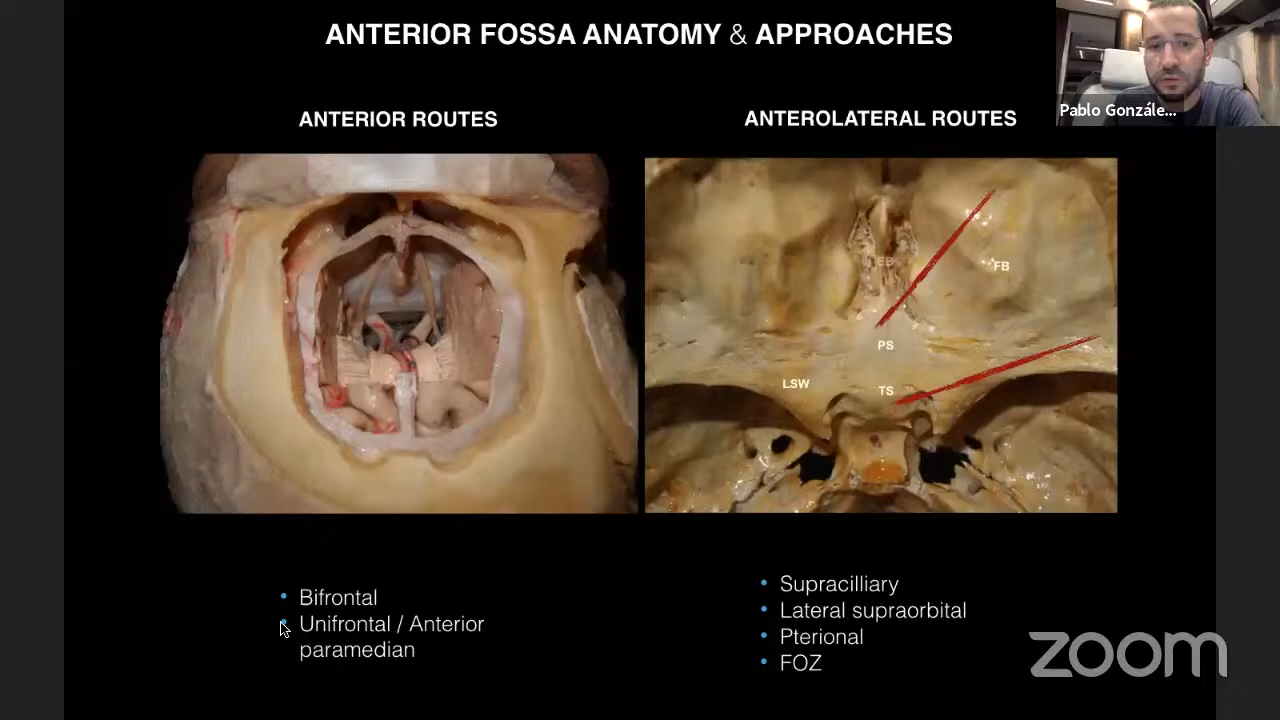 ANTERIOR FOSSA ANATOMY & APPROACHES
Pablo Gonzále...
ANTERIOR ROUTES
ANTEROLATERAL ROUTES
EB
FB
PS
LSW
TS
• Bifrontal
• Unifrontal / Anterior
paramedian
• Supracilliary
• Lateral supraorbital
• Pterional
• FOZ
zoom